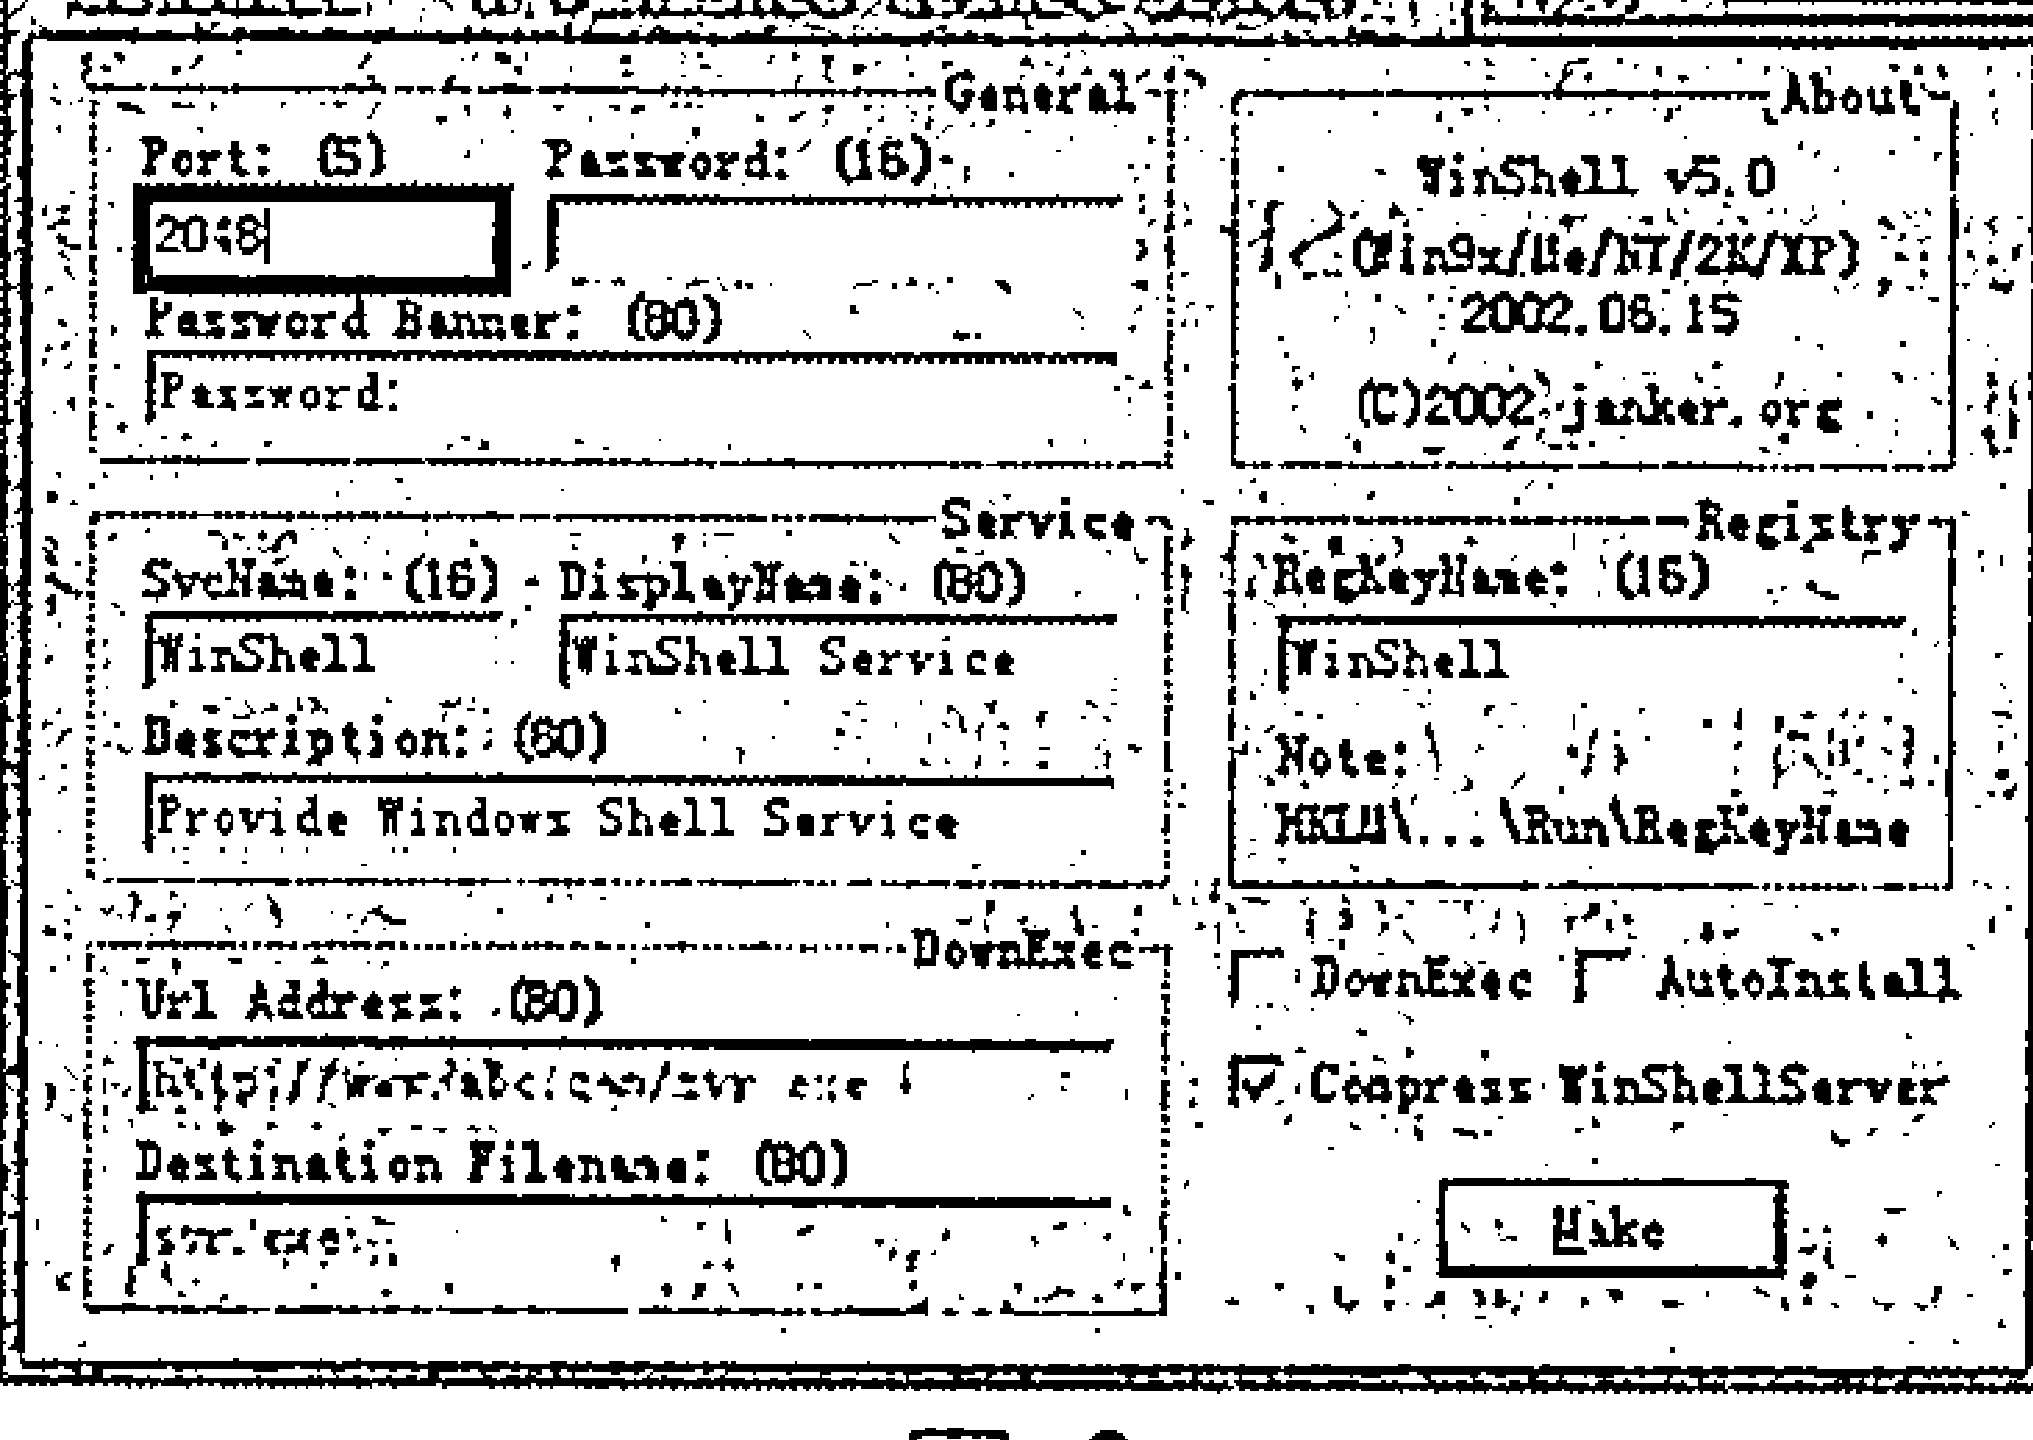 General
Port: (5)
Password: (16)
Password Banner: (80)
Password:
About
WinShell v5.0
(Win9x/Me/NT/2K/XP)
2002.06.15
(C)2002 janker.org
Service
SvcName: (16)
DisplayName: (80)
WinShell
WinShell Service
Description: (80)
Provide Windows Shell Service
Registry
RegKeyName: (16)
WinShell
Note:
HKLM\...\Run\RegKeyName
DownExec
Url Address: (80)
Destination Filename: (80)
svr.exe
DownExec
AutoInstall
Compress WinShellServer
Make